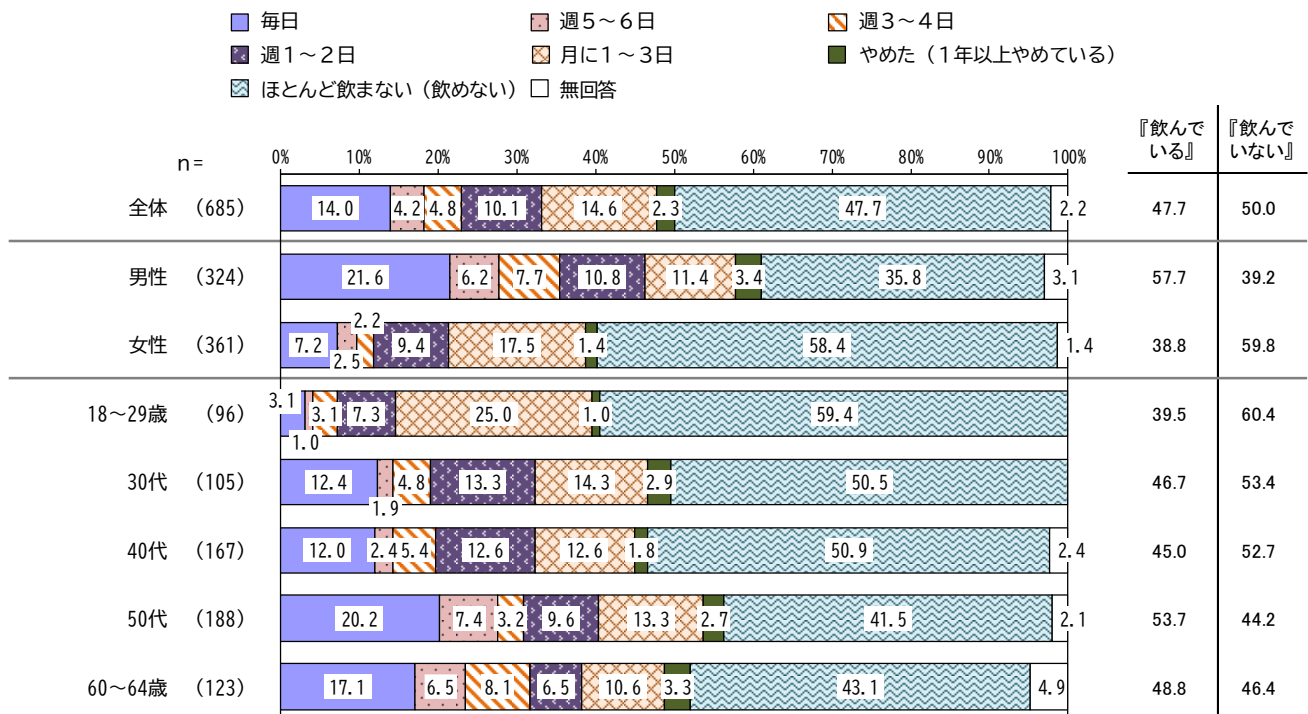 毎日 週５～６日 週３～４日
週１～２日 月に１～３日 やめた（１年以上やめている）
ほとんど飲まない（飲めない） 無回答
『飲んで
いる』
『飲んで
いない』
n=
0% 10% 20% 30% 40% 50% 60% 70% 80% 90% 100%
全体 (685) 14.0 4.2 4.8 10.1 14.6 2.3 47.7 2.2 47.7 50.0
男性 (324) 21.6 6.2 7.7 10.8 11.4 3.4 35.8 3.1 57.7 39.2
女性 (361) 7.2 2.5 2.2 9.4 17.5 1.4 58.4 1.4 38.8 59.8
18～29歳 (96) 3.1 1.0 3.1 7.3 25.0 1.0 59.4 39.5 60.4
30代 (105) 12.4 1.9 4.8 13.3 14.3 2.9 50.5 46.7 53.4
40代 (167) 12.0 2.4 5.4 12.6 12.6 1.8 50.9 2.4 45.0 52.7
50代 (188) 20.2 7.4 3.2 9.6 13.3 2.7 41.5 2.1 53.7 44.2
60～64歳 (123) 17.1 6.5 8.1 6.5 10.6 3.3 43.1 4.9 48.8 46.4